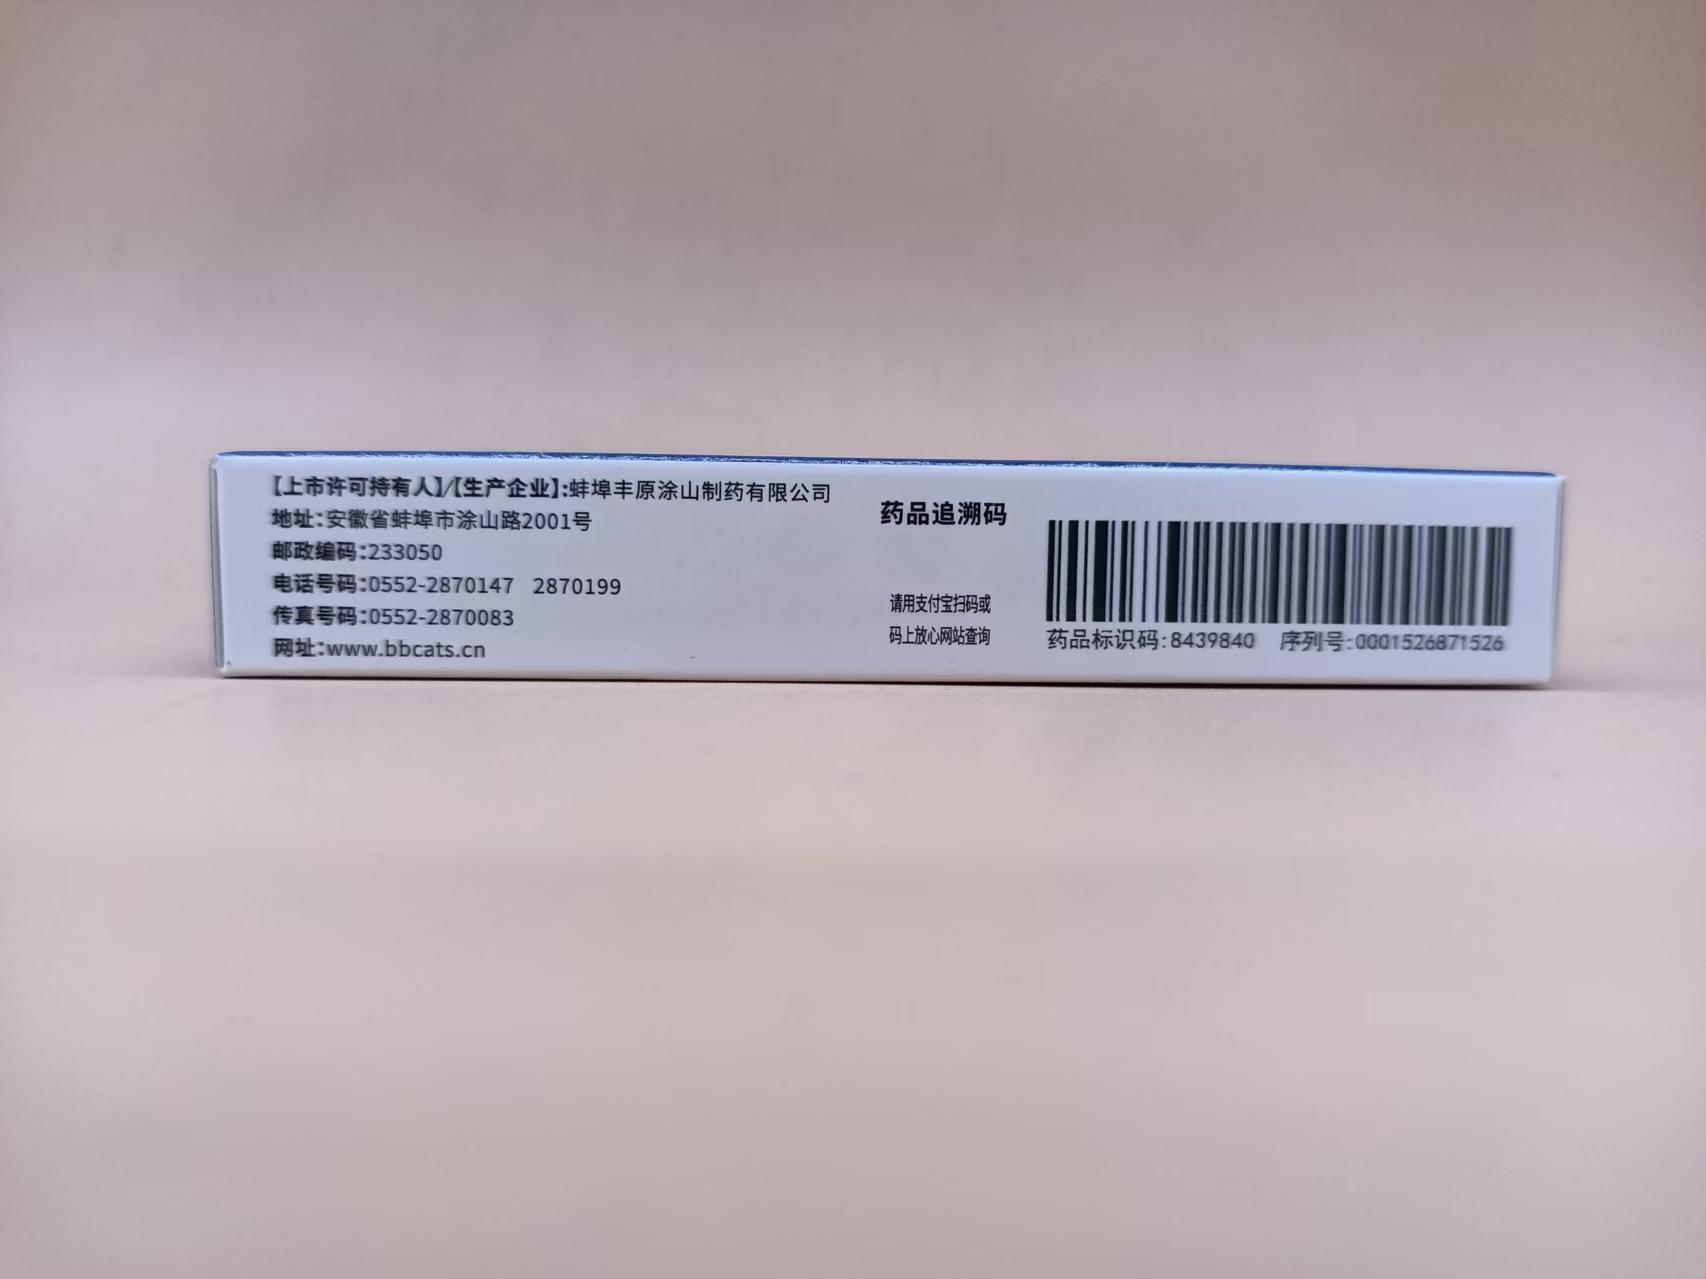 【上市许可持有人】/【生产企业】:蚌埠丰原涂山制药有限公司
地址:安徽省蚌埠市涂山路2001号
邮政编码:233050
电话号码:0552-2870147 2870199
传真号码:0552-2870083
网址:www.bbcats.cn
药品追溯码
请用支付宝扫码或
码上放心网站查询
药品标识码:8439840 序列号:0001526871526